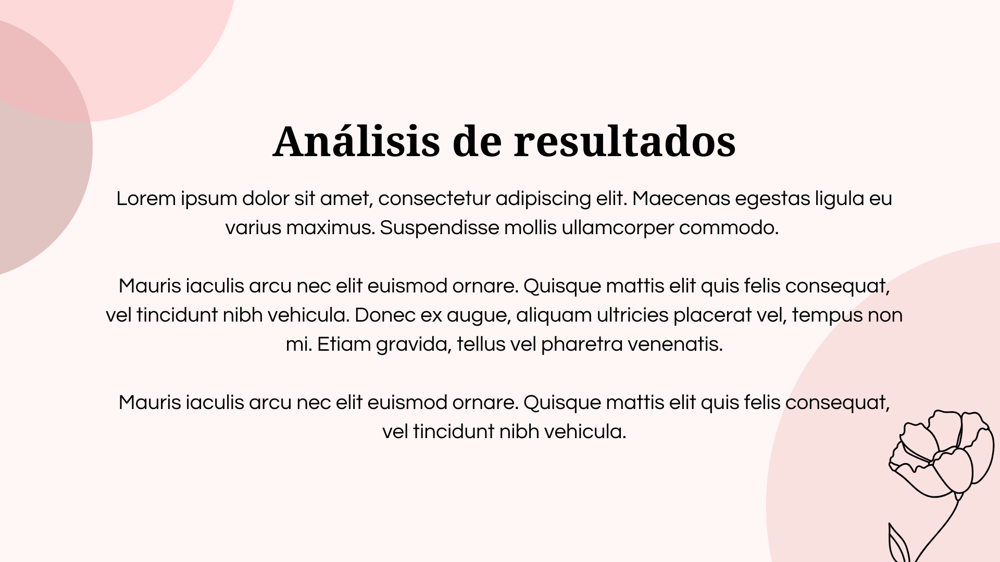 Análisis de resultados
Lorem ipsum dolor sit amet, consectetur adipiscing elit. Maecenas egestas ligula eu
varius maximus. Suspendisse mollis ullamcorper commodo.
Mauris iaculis arcu nec elit euismod ornare. Quisque mattis elit quis felis consequat,
vel tincidunt nibh vehicula. Donec ex augue, aliquam ultricies placerat vel, tempus non
mi. Etiam gravida, tellus vel pharetra venenatis.
Mauris iaculis arcu nec elit euismod ornare. Quisque mattis elit quis felis consequat,
vel tincidunt nibh vehicula.